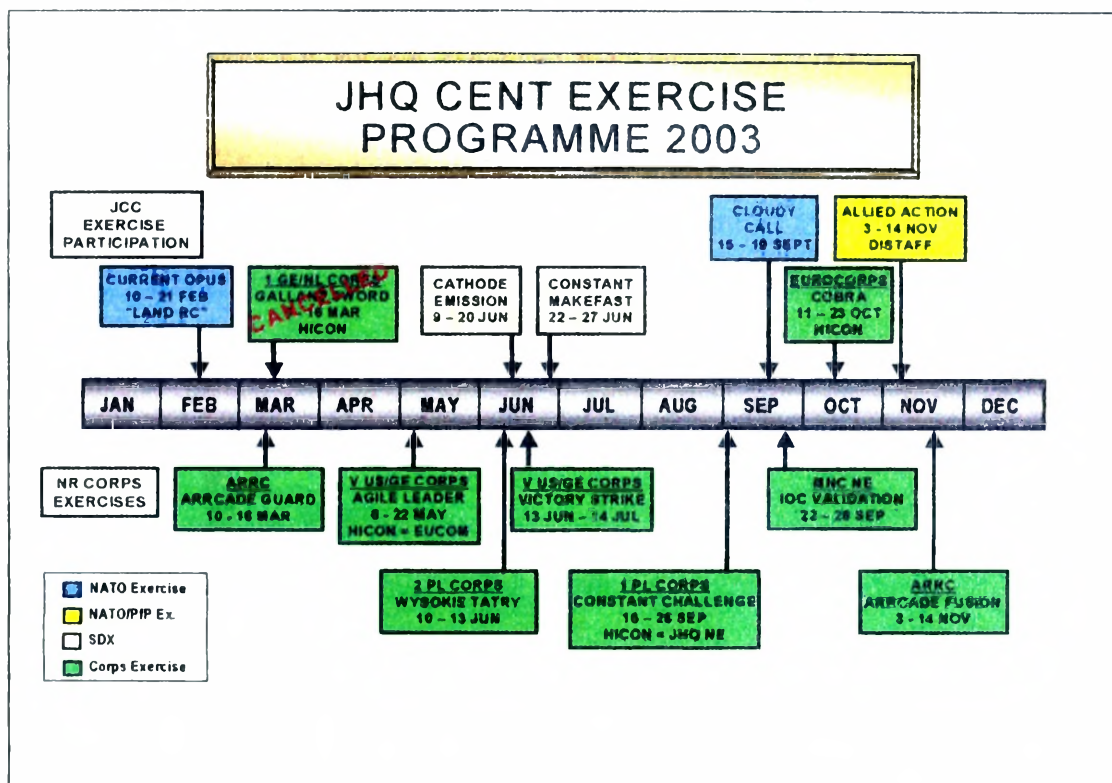 JHQ CENT EXERCISE
PROGRAMME 2003
JCC
EXERCISE
PARTICIPATION
CURRENT OPUS
10 – 21 FEB
"LAND RC"
1 GE/NL CORPS
GALLANT SWORD
16 MAR
HICON
CANCELLED
CATHODE
EMISSION
9 – 20 JUN
CONSTANT
MAKEFAST
22 – 27 JUN
CLOUDY
CALL
15 – 19 SEPT
ALLIED ACTION
3 - 14 NOV
DISTAFF
EUROCORPS
COBRA
11 – 23 OCT
HICON
JAN FEB MAR APR MAY JUN JUL AUG SEP OCT NOV DEC
NR CORPS
EXERCISES
ARRC
ARRCADE GUARD
10 - 16 MAR
V US/GE CORPS
AGILE LEADER
- 22 MAY
HICON = EUCOM
V US/GE CORPS
VICTORY STRIKE
13 JUN – 14 JUL
MNC NE
IOC VALIDATION
22 – 26 SEP
2 PL CORPS
WYSOKIE TATRY
10 – 13 JUN
1 PL CORPS
CONSTANT CHALLENGE
SEP
HICON = JHQ NE
ARRC
ARRCADE FUSION
3 - 14 NOV
NATO Exercise
NATO/PfP Ex.
SDX
Corps Exercise